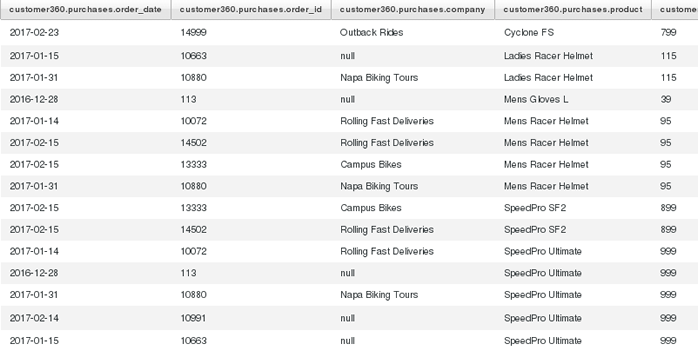 customer360.purchases.order_date customer360.purchases.order_id customer360.purchases.company customer360.purchases.product custome
2017-02-23 14999 Outback Rides Cyclone FS 799
2017-01-15 10663 null Ladies Racer Helmet 115
2017-01-31 10880 Napa Biking Tours Ladies Racer Helmet 115
2016-12-28 113 null Mens Gloves L 39
2017-01-14 10072 Rolling Fast Deliveries Mens Racer Helmet 95
2017-02-15 14502 Rolling Fast Deliveries Mens Racer Helmet 95
2017-02-15 13333 Campus Bikes Mens Racer Helmet 95
2017-01-31 10880 Napa Biking Tours Mens Racer Helmet 95
2017-02-15 13333 Campus Bikes SpeedPro SF2 899
2017-02-15 14502 Rolling Fast Deliveries SpeedPro SF2 899
2017-01-14 10072 Rolling Fast Deliveries SpeedPro Ultimate 999
2016-12-28 113 null SpeedPro Ultimate 999
2017-01-31 10880 Napa Biking Tours SpeedPro Ultimate 999
2017-02-14 10991 null SpeedPro Ultimate 999
2017-01-15 10663 null SpeedPro Ultimate 999